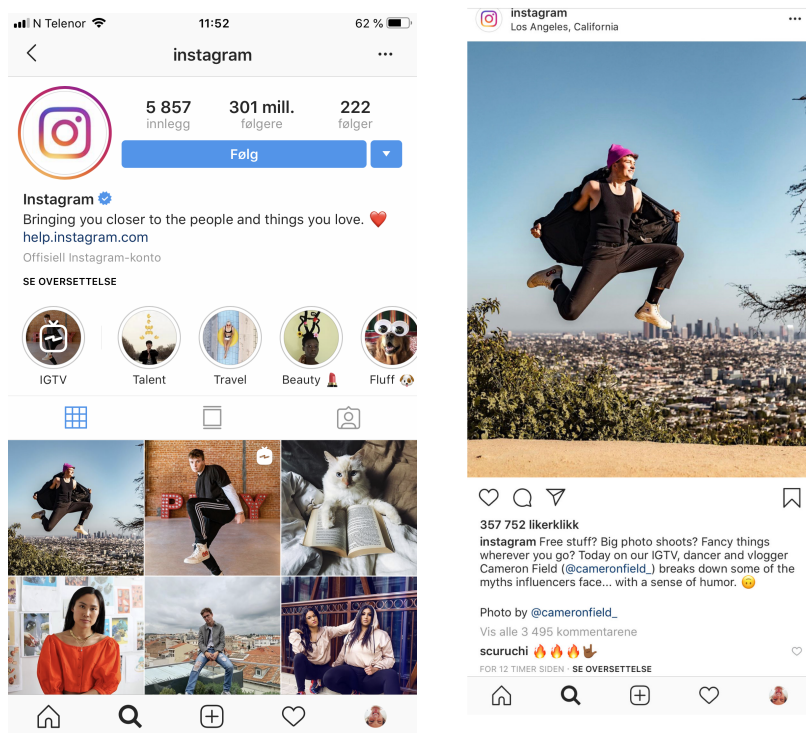 N Telenor 11:52 62 %
instagram
5 857 301 mill. 222
innlegg følgere følger
Følg
Instagram
Bringing you closer to the people and things you love. ❤️
help.instagram.com
Offisiell Instagram-konto
SE OVERSETTELSE
IGTV Talent Travel Beauty 💄 Fluff 🐶
instagram
Los Angeles, California
357 752 likerklikk
instagram Free stuff? Big photo shoots? Fancy things
wherever you go? Today on our IGTV, dancer and vlogger
Cameron Field (@cameronfield_) breaks down some of the
myths influencers face... with a sense of humor. 🙃
Photo by @cameronfield_
Vis alle 3 495 kommentarene
scuruchi 🔥🔥🔥🤟🏾
FOR 12 TIMER SIDEN · SE OVERSETTELSE